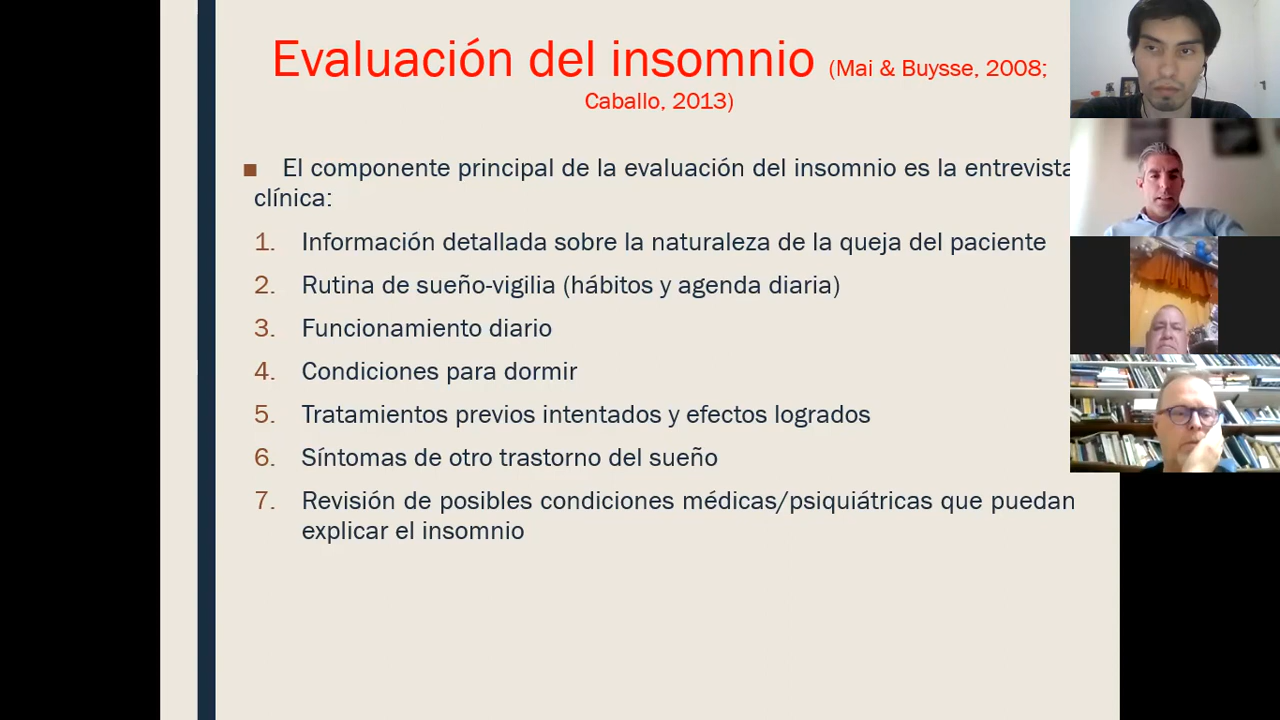 Evaluación del insomnio (Mai & Buysse, 2008;
Caballo, 2013)
■ El componente principal de la evaluación del insomnio es la entrevista
clínica:
1. Información detallada sobre la naturaleza de la queja del paciente
2. Rutina de sueño-vigilia (hábitos y agenda diaria)
3. Funcionamiento diario
4. Condiciones para dormir
5. Tratamientos previos intentados y efectos logrados
6. Síntomas de otro trastorno del sueño
7. Revisión de posibles condiciones médicas/psiquiátricas que puedan
explicar el insomnio